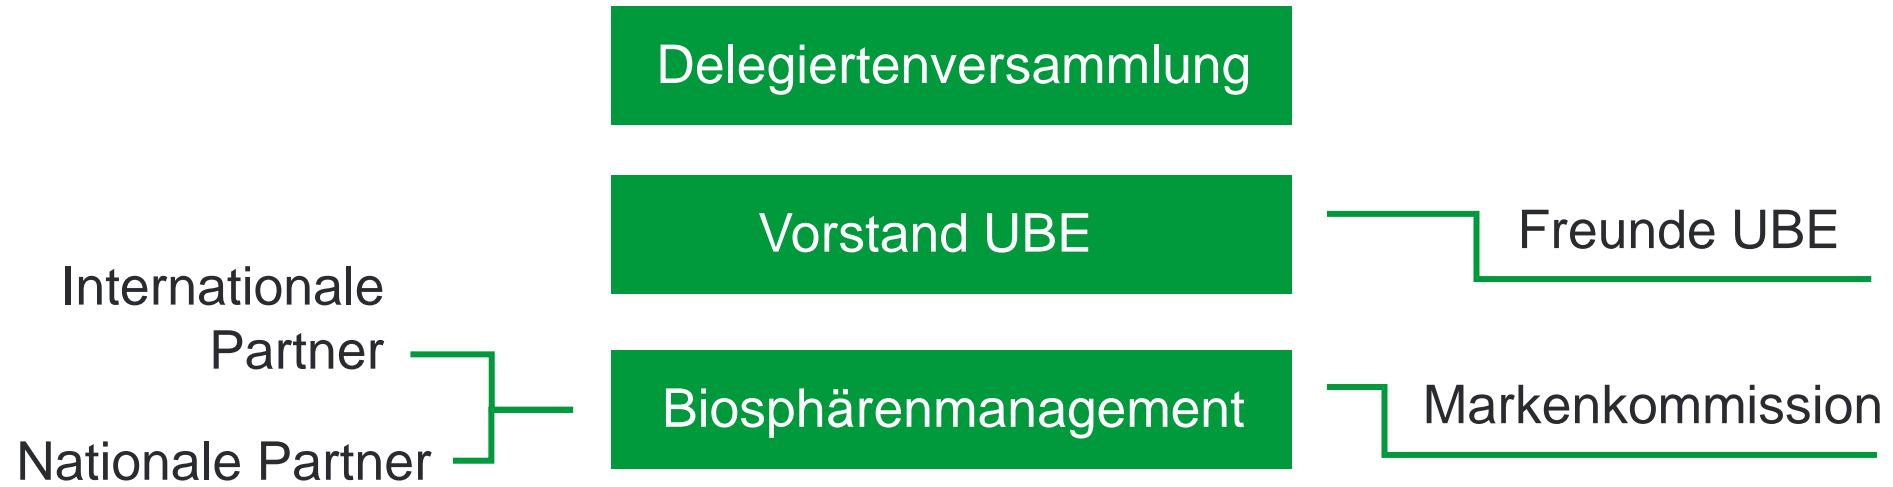 Delegiertenversammlung
Vorstand UBE
Freunde UBE
Internationale
Partner
Biosphärenmanagement
Markenkommission
Nationale Partner